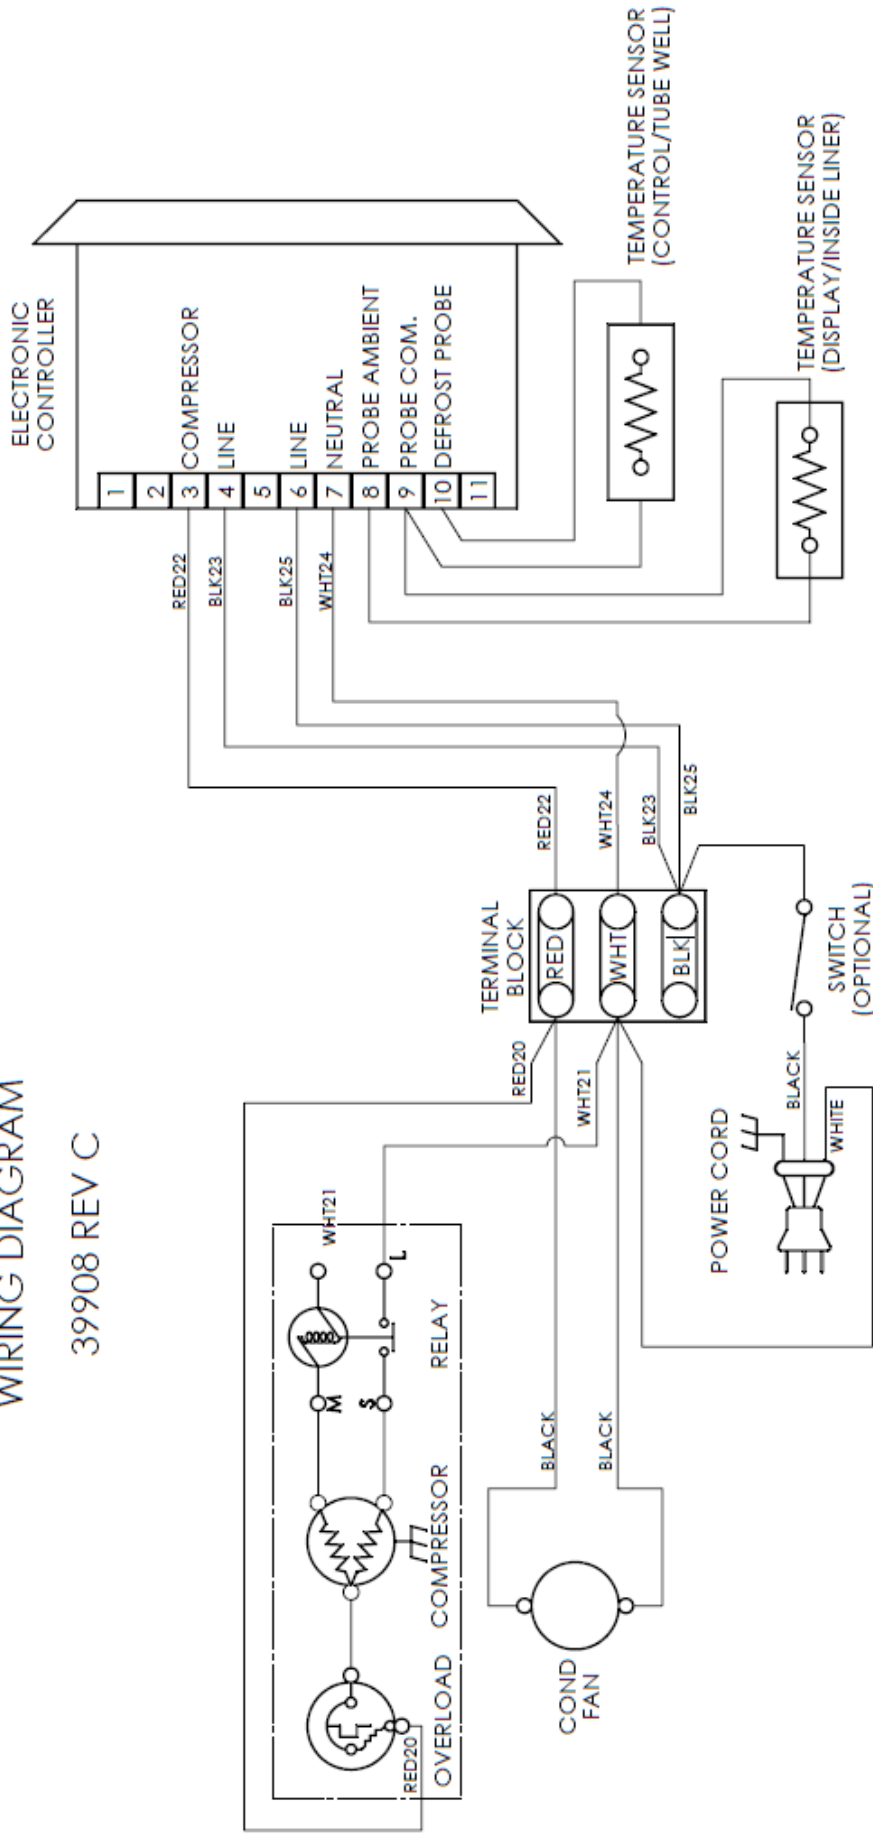 WIRING DIAGRAM
39908 REV C
ELECTRONIC
CONTROLLER
1
2
3 COMPRESSOR
4 LINE
5
6 LINE
7 NEUTRAL
8 PROBE AMBIENT
9 PROBE COM.
10 DEFROST PROBE
11
RED22
BLK23
BLK25
WHT24
TEMPERATURE SENSOR
(CONTROL/TUBE WELL)
TEMPERATURE SENSOR
(DISPLAY/INSIDE LINER)
TERMINAL
BLOCK
RED
WHT
BLK
RED22
WHT24
BLK23
BLK25
RED20
WHT21
SWITCH
(OPTIONAL)
POWER CORD
BLACK
WHITE
WHT21
L
M
S
RELAY
COMPRESSOR
OVERLOAD
RED20
BLACK
BLACK
COND
FAN